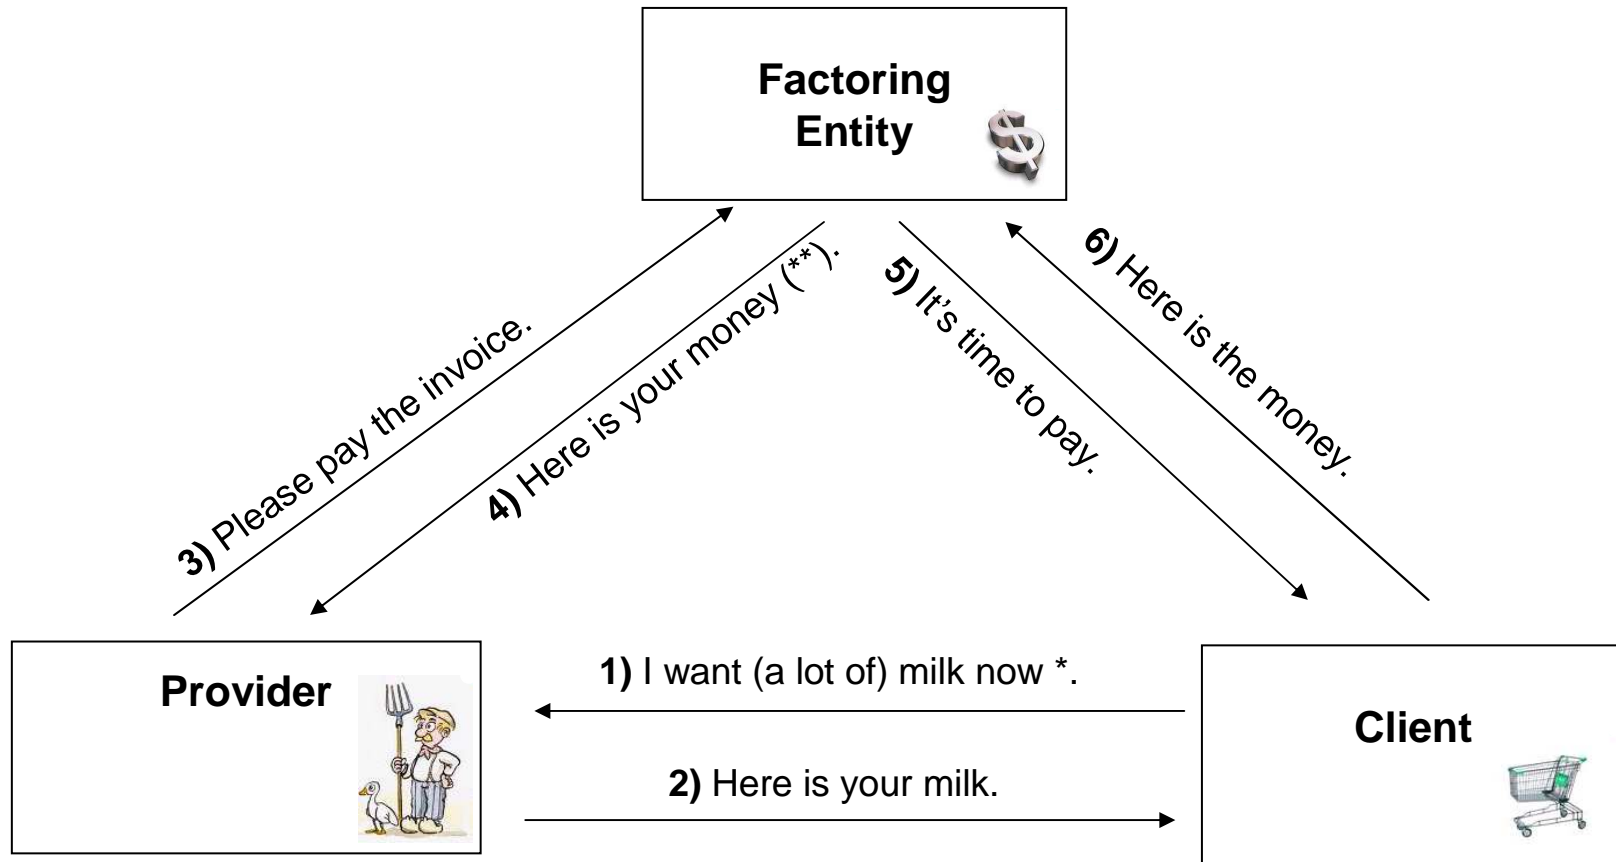 Factoring
Entity
3) Please pay the invoice.
4) Here is your money (**).
5) It’s time to pay.
6) Here is the money.
Provider
1) I want (a lot of) milk now *.
Client
2) Here is your milk.